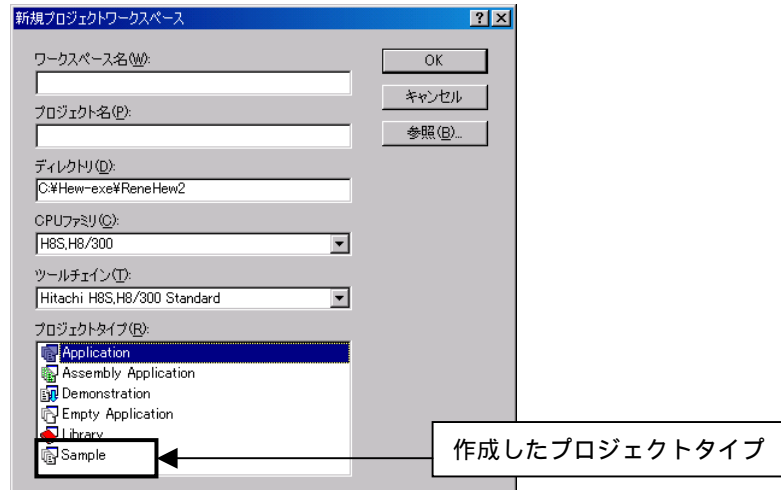 新規プロジェクトワークスペース
ワークスペース名(W):
OK
キャンセル
プロジェクト名(P):
参照(B)...
ディレクトリ(D):
C:¥Hew-exe¥ReneHew2
CPUファミリ(C):
H8S,H8/300
ツールチェイン(T):
Hitachi H8S,H8/300 Standard
プロジェクトタイプ(R):
Application
Assembly Application
Demonstration
Empty Application
Library
Sample
作成したプロジェクトタイプ